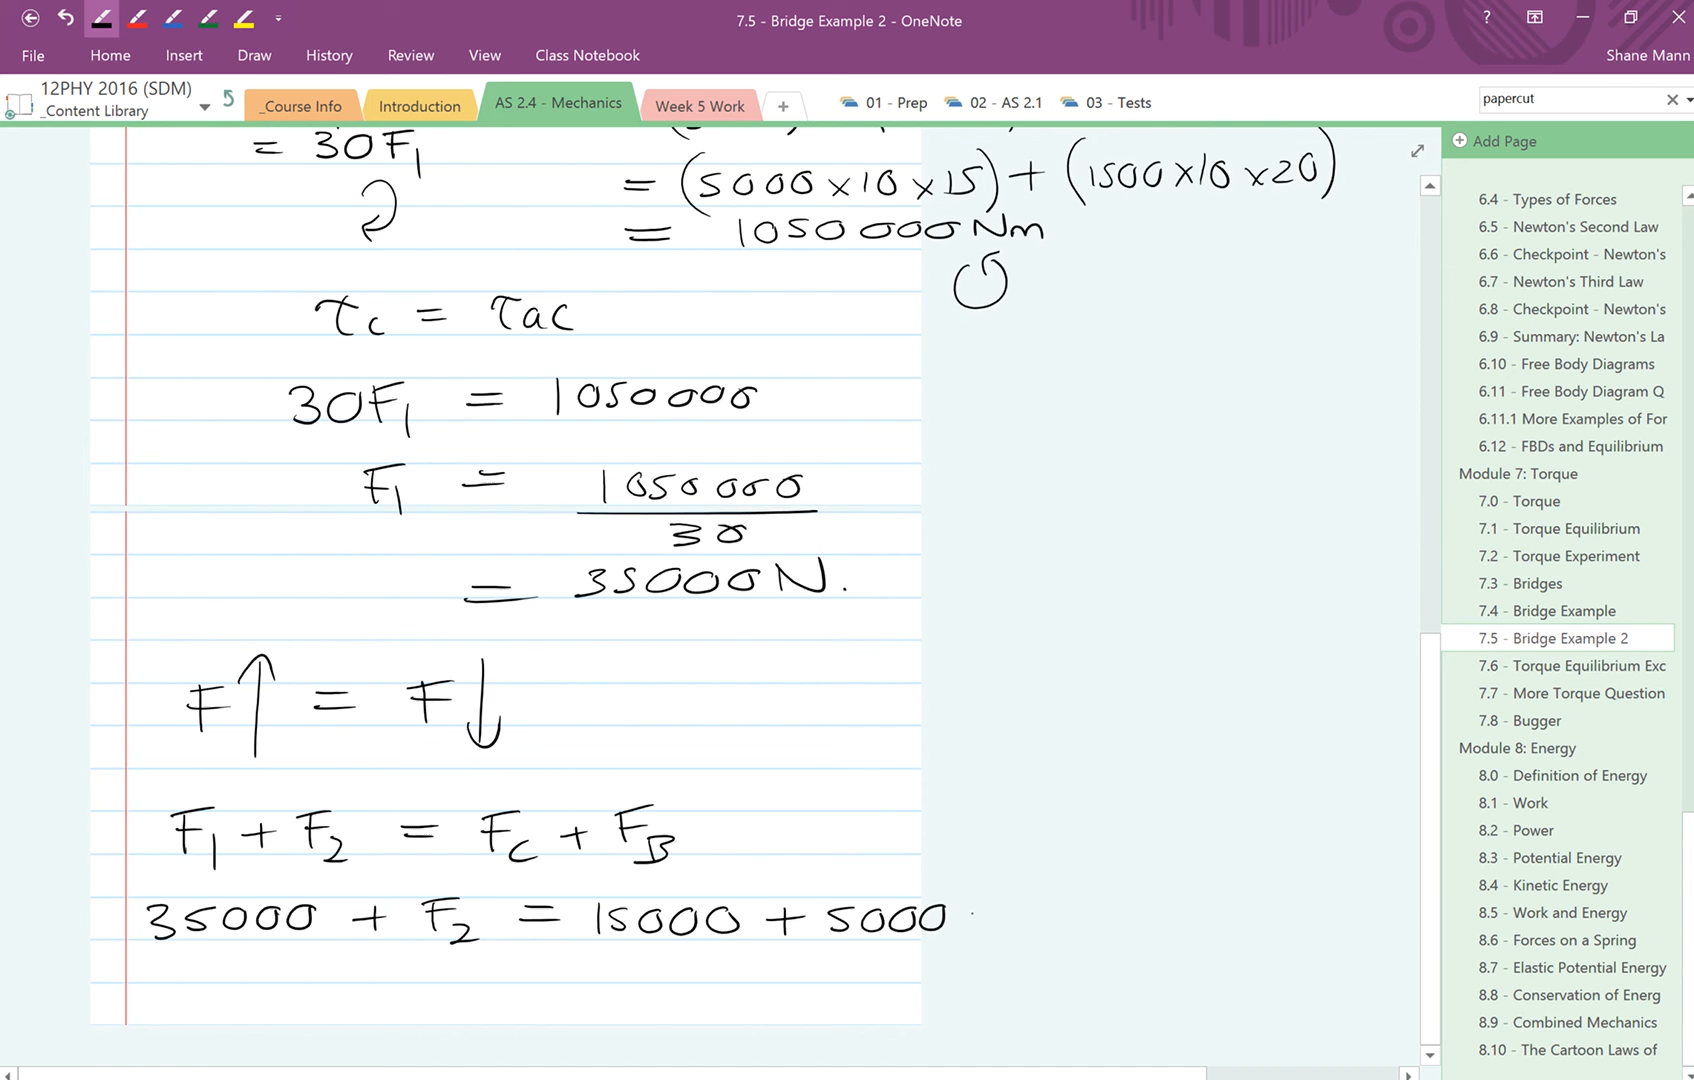 7.5 - Bridge Example 2 - OneNote
?
File Home Insert Draw History Review View Class Notebook
Shane Mann
12PHY 2016 (SDM)
_Content Library
_Course Info
Introduction
AS 2.4 - Mechanics
Week 5 Work
+
01 - Prep
02 - AS 2.1
03 - Tests
papercut
= 30F₁
= (5000 x 10 x 15) + (1500 x 10 x 20)
= 1050000 Nm
τc = τac
30F₁ = 1050000
F₁ = 1050000
30
= 35000N.
F↑ = F↓
F₁ + F₂ = Fc + FB
35000 + F₂ = 15000 + 5000
Add Page
6.4 - Types of Forces
6.5 - Newton's Second Law
6.6 - Checkpoint - Newton's
6.7 - Newton's Third Law
6.8 - Checkpoint - Newton's
6.9 - Summary: Newton's La
6.10 - Free Body Diagrams
6.11 - Free Body Diagram Q
6.11.1 More Examples of For
6.12 - FBDs and Equilibrium
Module 7: Torque
7.0 - Torque
7.1 - Torque Equilibrium
7.2 - Torque Experiment
7.3 - Bridges
7.4 - Bridge Example
7.5 - Bridge Example 2
7.6 - Torque Equilibrium Exc
7.7 - More Torque Question
7.8 - Bugger
Module 8: Energy
8.0 - Definition of Energy
8.1 - Work
8.2 - Power
8.3 - Potential Energy
8.4 - Kinetic Energy
8.5 - Work and Energy
8.6 - Forces on a Spring
8.7 - Elastic Potential Energy
8.8 - Conservation of Energ
8.9 - Combined Mechanics
8.10 - The Cartoon Laws of